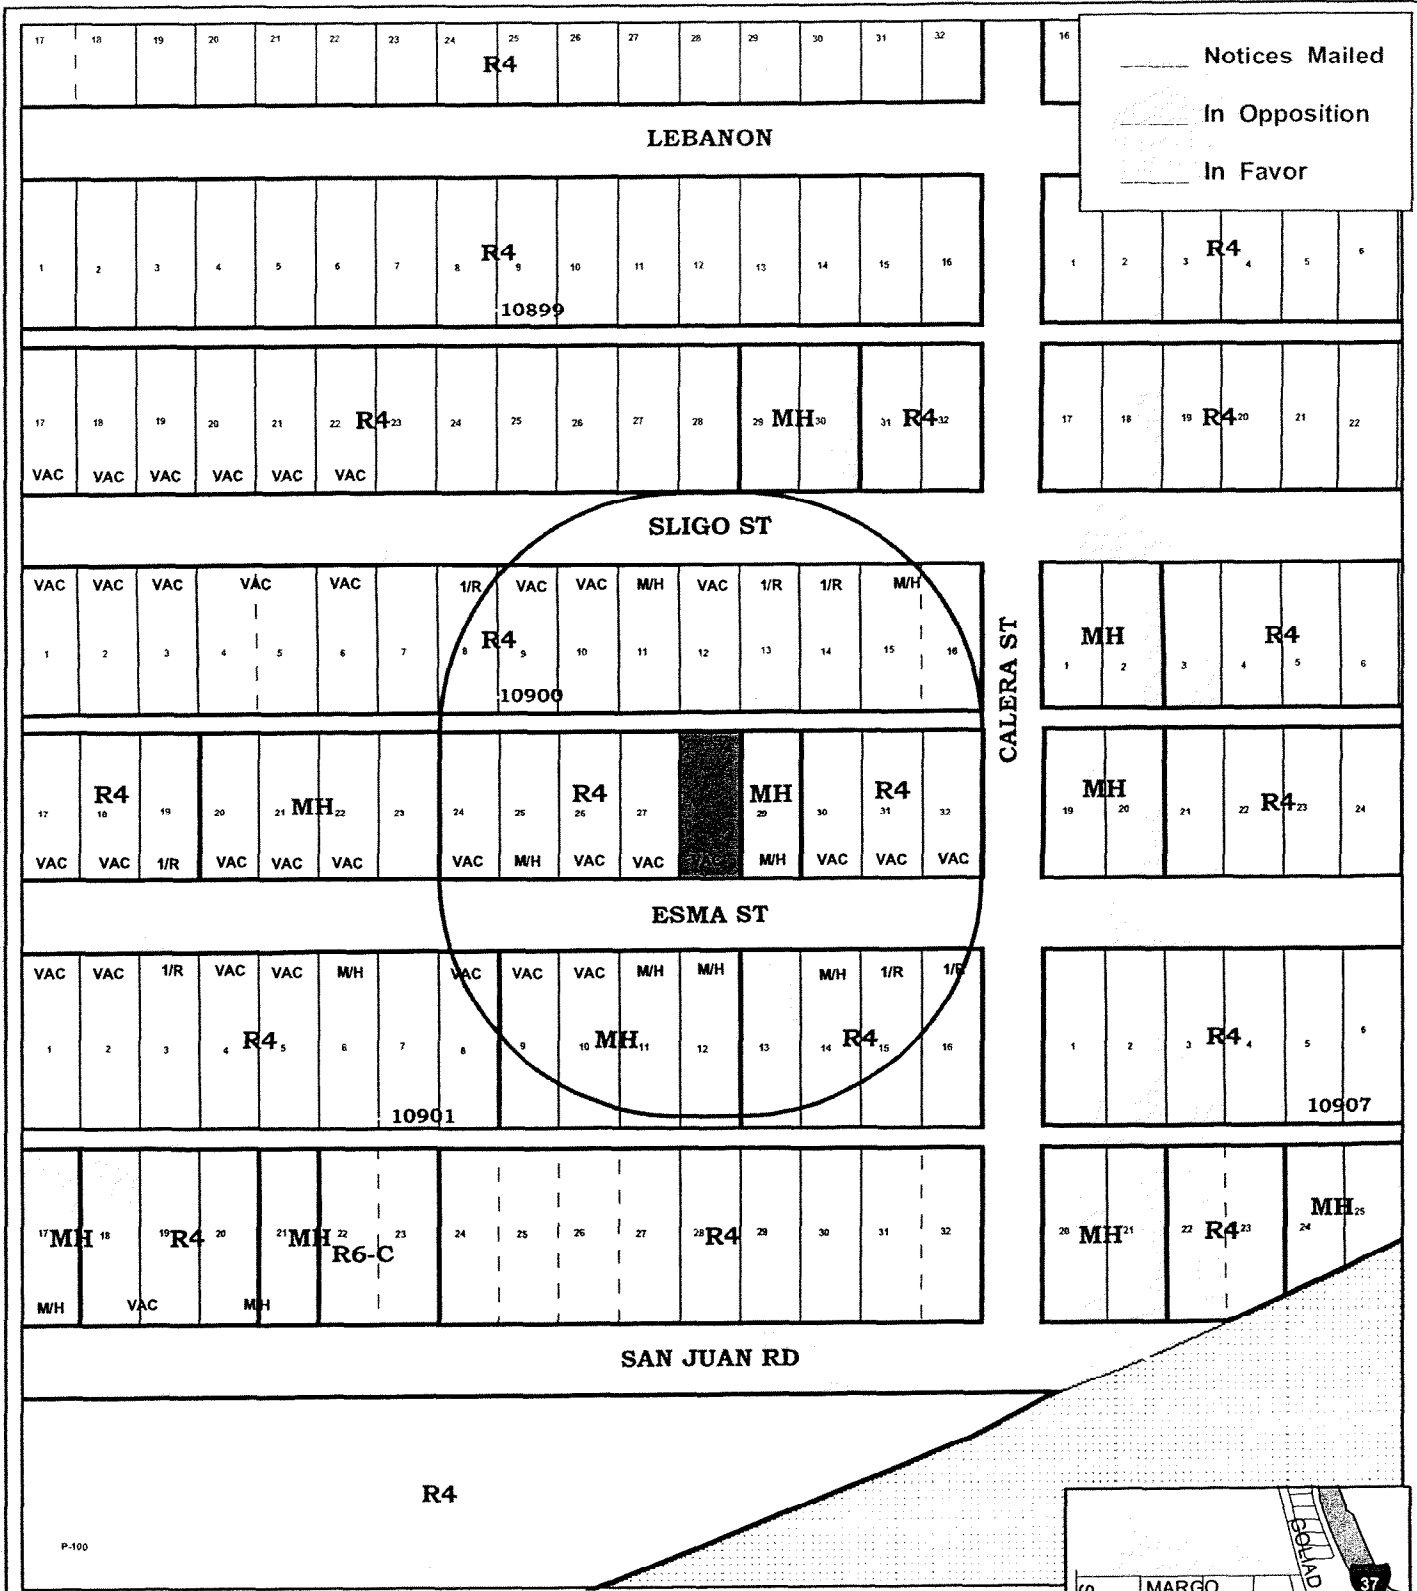 17 18 19 20 21 22 23 24 25 26 27 28 29 30 31 32 16
R4
Notices Mailed
In Opposition
In Favor
LEBANON
R4 R4
1 2 3 4 5 6 7 8 9 10 11 12 13 14 15 16 1 2 3 4 5 6
10899
R4 MH R4 R4
17 18 19 20 21 22 23 24 25 26 27 28 29 30 31 32 17 18 19 20 21 22
VAC VAC VAC VAC VAC VAC
SLIGO ST
VAC VAC VAC VAC VAC 1/R VAC VAC M/H VAC 1/R 1/R M/H
CALERA ST
R4 MH R4
1 2 3 4 5 6 7 8 9 10 11 12 13 14 15 16 1 2 3 4 5 6
10900
R4 MH R4 MH R4 MH R4
17 18 19 20 21 22 23 24 25 26 27 29 30 31 32 19 20 21 22 23 24
VAC VAC 1/R VAC VAC VAC VAC M/H VAC VAC VAC M/H VAC VAC VAC
ESMA ST
VAC VAC 1/R VAC VAC M/H VAC VAC VAC M/H M/H M/H 1/R 1/R
R4 MH R4 R4
1 2 3 4 5 6 7 8 9 10 11 12 13 14 15 16 1 2 3 4 5 6
10901 10907
17 MH 18 19 R4 20 21 MH 22 23 24 25 26 27 28 R4 29 30 31 32 20 MH 21 22 R4 23 24 MH 25
R6-C
M/H VAC M/H
SAN JUAN RD
R4
P-100
GOLIAD
MARGO
37